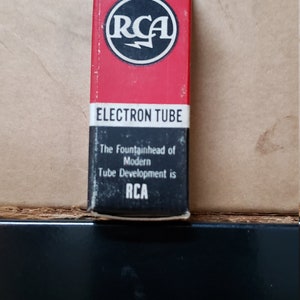 RCA
ELECTRON TUBE
The Fountainhead of
Modern
Tube Development is
RCA